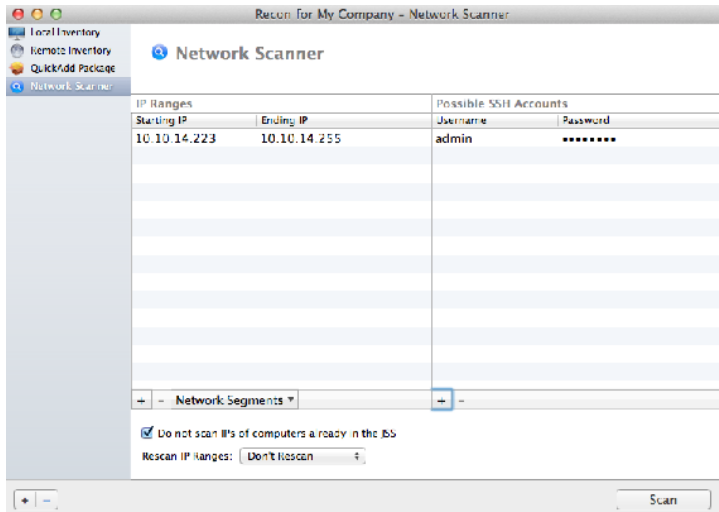 Recon for My Company – Network Scanner
Local Inventory
Remote Inventory
QuickAdd Package
Network Scanner
Network Scanner
IP Ranges
Possible SSH Accounts
Starting IP
Ending IP
Username
Password
10.10.14.223
10.10.14.255
admin
••••••••
+ - Network Segments ▼
+ -
Do not scan IPs of computers already in the JSS
Rescan IP Ranges: Don't Rescan
+ -
Scan